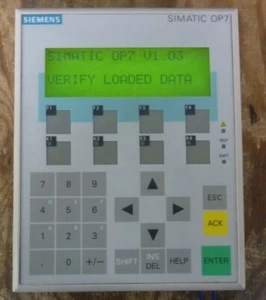 SIEMENS
SIMATIC OP7
SIMATIC OP7 V1.03
VERIFY LOADED DATA
7 8 9
4 5 6
ESC
1 2 3
ACK
. 0 +/-
SHIFT
INS
DEL
HELP
ENTER